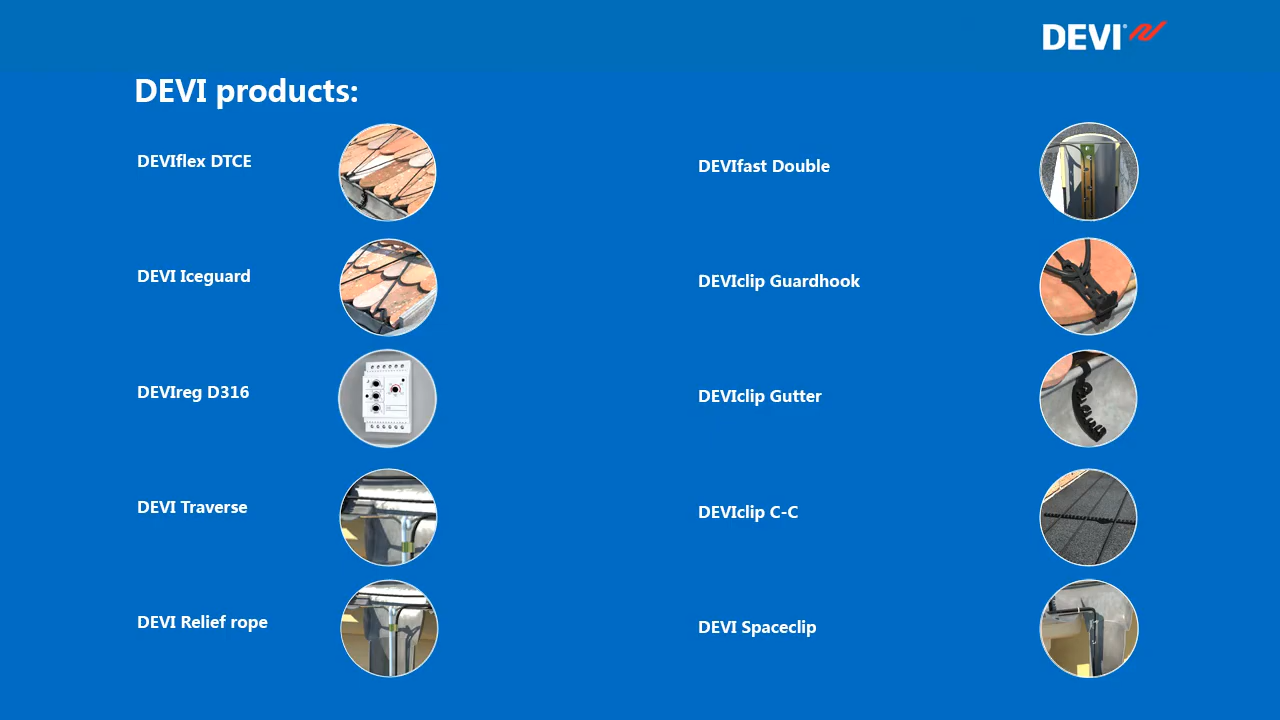 DEVI
DEVI products:
DEVIflex DTCE
DEVI Iceguard
DEVIreg D316
DEVI Traverse
DEVI Relief rope
DEVIfast Double
DEVIclip Guardhook
DEVIclip Gutter
DEVIclip C-C
DEVI Spaceclip